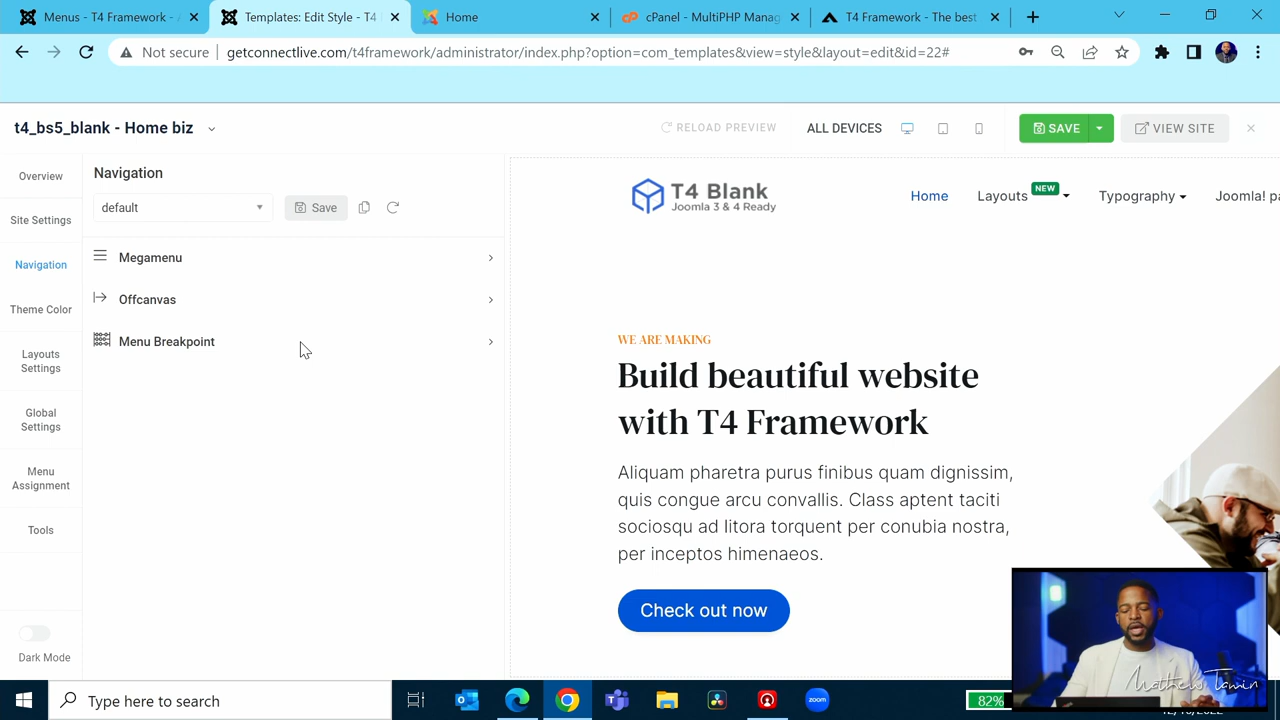 Menus - T4 Framework - A
Templates: Edit Style - T4
Home
cPanel - MultiPHP Manag
T4 Framework - The best
Not secure
getconnectlive.com/t4framework/administrator/index.php?option=com_templates&view=style&layout=edit&id=22#
t4_bs5_blank - Home biz
RELOAD PREVIEW
ALL DEVICES
SAVE
VIEW SITE
Overview
Site Settings
Navigation
Theme Color
Layouts
Settings
Global
Settings
Menu
Assignment
Tools
Dark Mode
Navigation
default
Save
Megamenu
Offcanvas
Menu Breakpoint
T4 Blank
Joomla 3 & 4 Ready
Home
Layouts
NEW
Typography
Joomla! pa
WE ARE MAKING
Build beautiful website
with T4 Framework
Aliquam pharetra purus finibus quam dignissim,
quis congue arcu convallis. Class aptent taciti
sociosqu ad litora torquent per conubia nostra,
per inceptos himenaeos.
Check out now
Mathews Tamin
Type here to search
zoom
82%